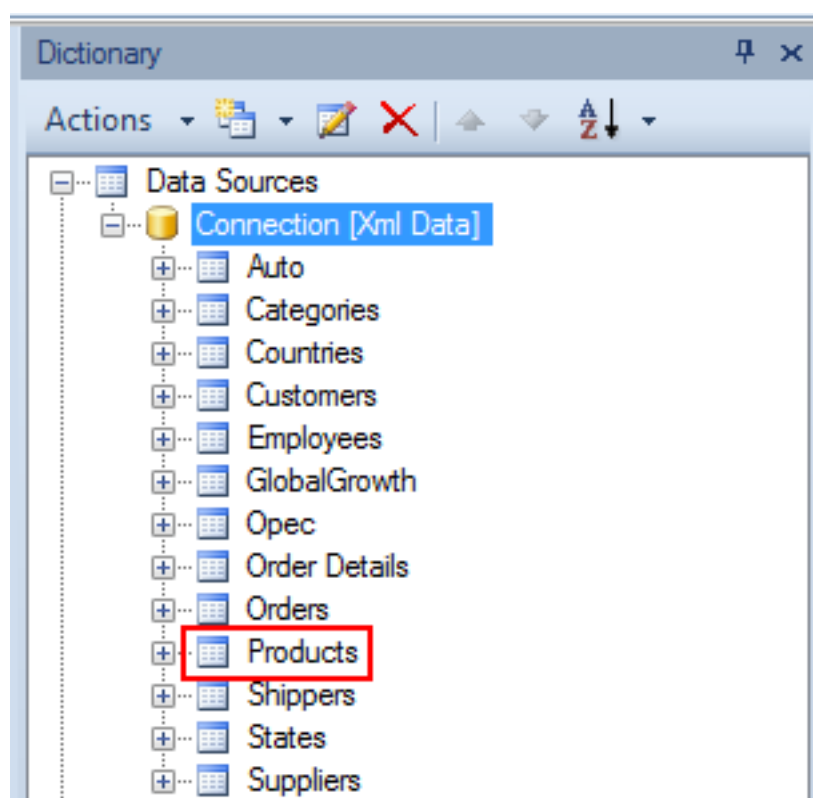 Dictionary
Actions
Data Sources
Connection [Xml Data]
Auto
Categories
Countries
Customers
Employees
GlobalGrowth
Opec
Order Details
Orders
Products
Shippers
States
Suppliers